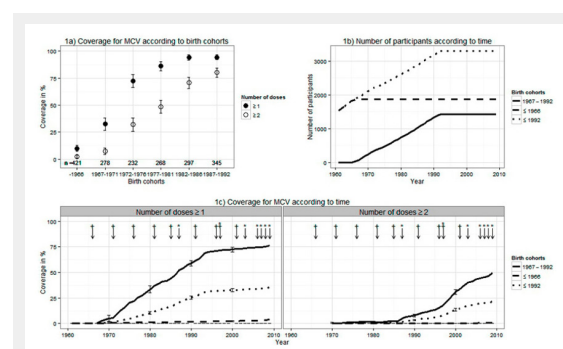 1a) Coverage for MCV according to birth cohorts
Coverage in %
100
75
50
25
0
n =421 278 232 268 297 345
-1966 1967-1971 1972-1976 1977-1981 1982-1986 1987-1992
Birth cohorts
Number of doses
≥1
≥2
1b) Number of participants according to time
Number of participants
3000
2000
1000
0
1960 1970 1980 1990 2000 2010
Year
Birth cohorts
1967-1992
≤ 1966
≤ 1992
1c) Coverage for MCV according to time
Number of doses ≥ 1
Number of doses ≥ 2
Coverage in %
100
75
50
25
0
1960 1970 1980 1990 2000 2010
1960 1970 1980 1990 2000 2010
Year
Birth cohorts
1967-1992
≤ 1966
≤ 1992